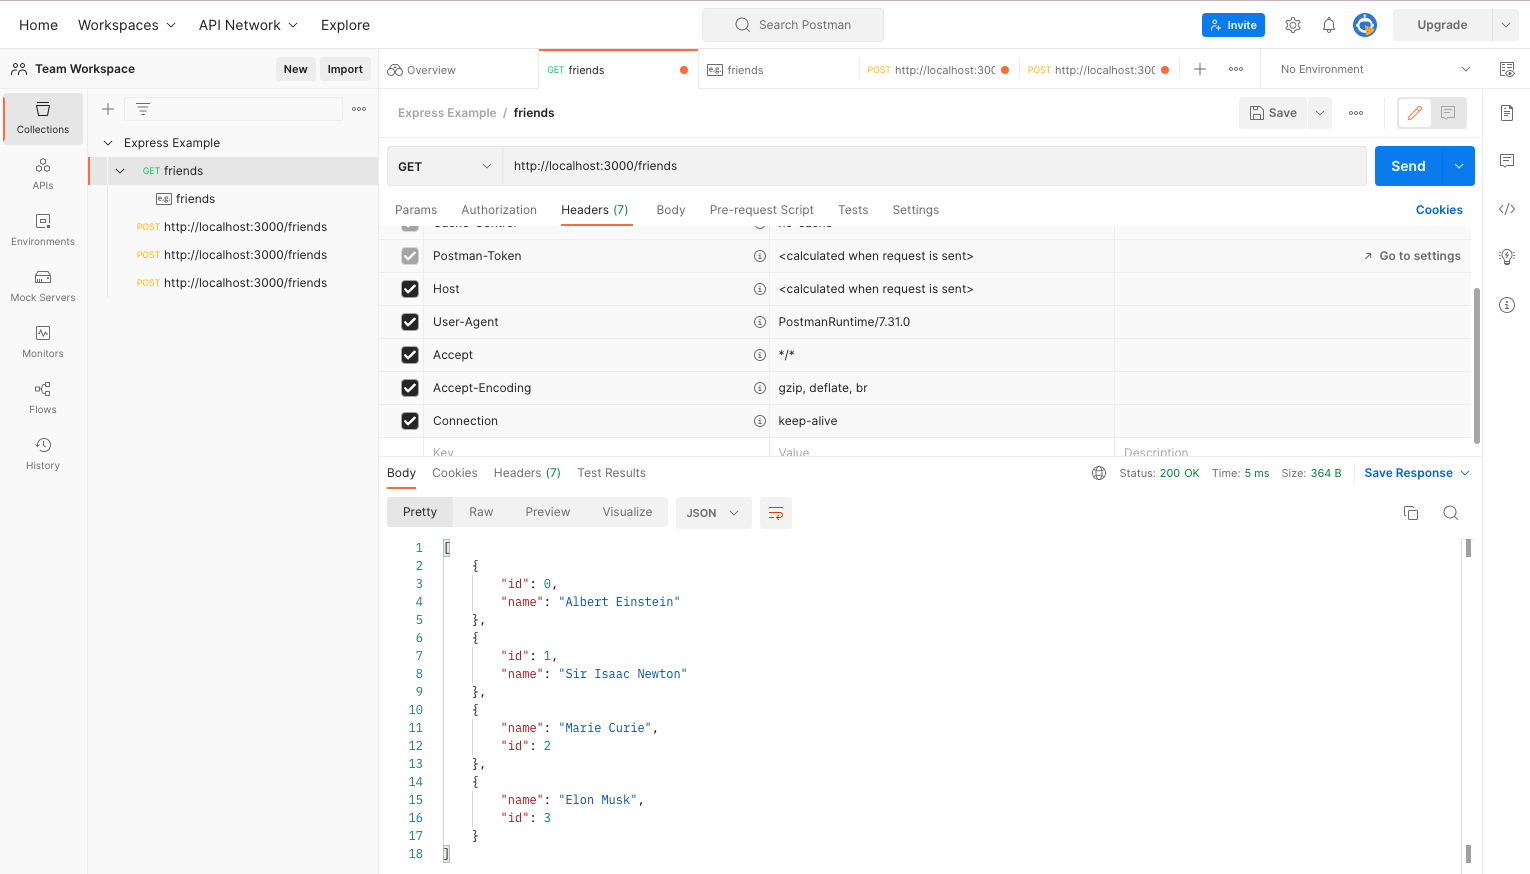 Home Workspaces API Network Explore Search Postman Invite Upgrade
Team Workspace New Import
Overview GET friends friends POST http://localhost:300 POST http://localhost:300 No Environment
Collections
APIs
Environments
Mock Servers
Monitors
Flows
History
Express Example
GET friends
e.g. friends
POST http://localhost:3000/friends
POST http://localhost:3000/friends
POST http://localhost:3000/friends
Express Example / friends Save
GET http://localhost:3000/friends Send
Params Authorization Headers (7) Body Pre-request Script Tests Settings Cookies
Cache-Control no-cache
Postman-Token <calculated when request is sent> Go to settings
Host <calculated when request is sent>
User-Agent PostmanRuntime/7.31.0
Accept */*
Accept-Encoding gzip, deflate, br
Connection keep-alive
Key Value Description
Body Cookies Headers (7) Test Results Status: 200 OK Time: 5 ms Size: 364 B Save Response
Pretty Raw Preview Visualize JSON
1 [
2 {
3 "id": 0,
4 "name": "Albert Einstein"
5 },
6 {
7 "id": 1,
8 "name": "Sir Isaac Newton"
9 },
10 {
11 "name": "Marie Curie",
12 "id": 2
13 },
14 {
15 "name": "Elon Musk",
16 "id": 3
17 }
18 ]